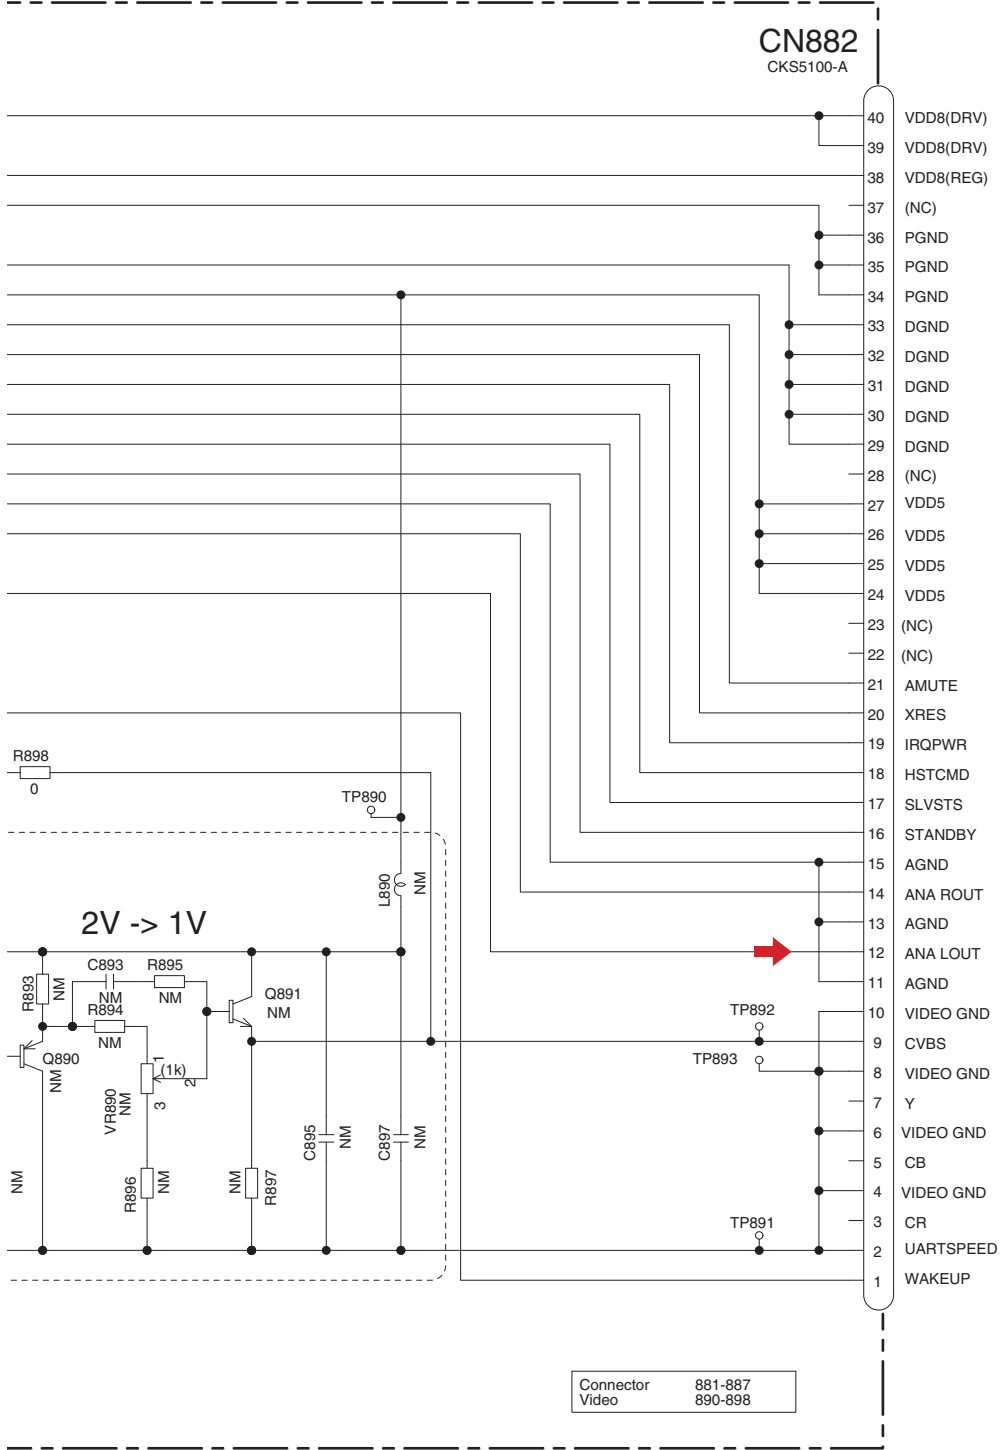 CN882
CKS5100-A
40 VDD8(DRV)
39 VDD8(DRV)
38 VDD8(REG)
37 (NC)
36 PGND
35 PGND
34 PGND
33 DGND
32 DGND
31 DGND
30 DGND
29 DGND
28 (NC)
27 VDD5
26 VDD5
25 VDD5
24 VDD5
23 (NC)
22 (NC)
21 AMUTE
20 XRES
19 IRQPWR
18 HSTCMD
17 SLVSTS
16 STANDBY
15 AGND
14 ANA ROUT
13 AGND
12 ANA LOUT
11 AGND
10 VIDEO GND
9 CVBS
8 VIDEO GND
7 Y
6 VIDEO GND
5 CB
4 VIDEO GND
3 CR
2 UARTSPEED
1 WAKEUP
R898
0
TP890
L890
NM
2V -> 1V
R893
NM
C893
NM
R895
NM
R894
NM
Q891
NM
Q890
NM
1
(1k)
2
3
VR890
NM
TP892
TP893
NM
R896
NM
NM
R897
C895
NM
C897
NM
TP891
Connector 881-887
Video 890-898